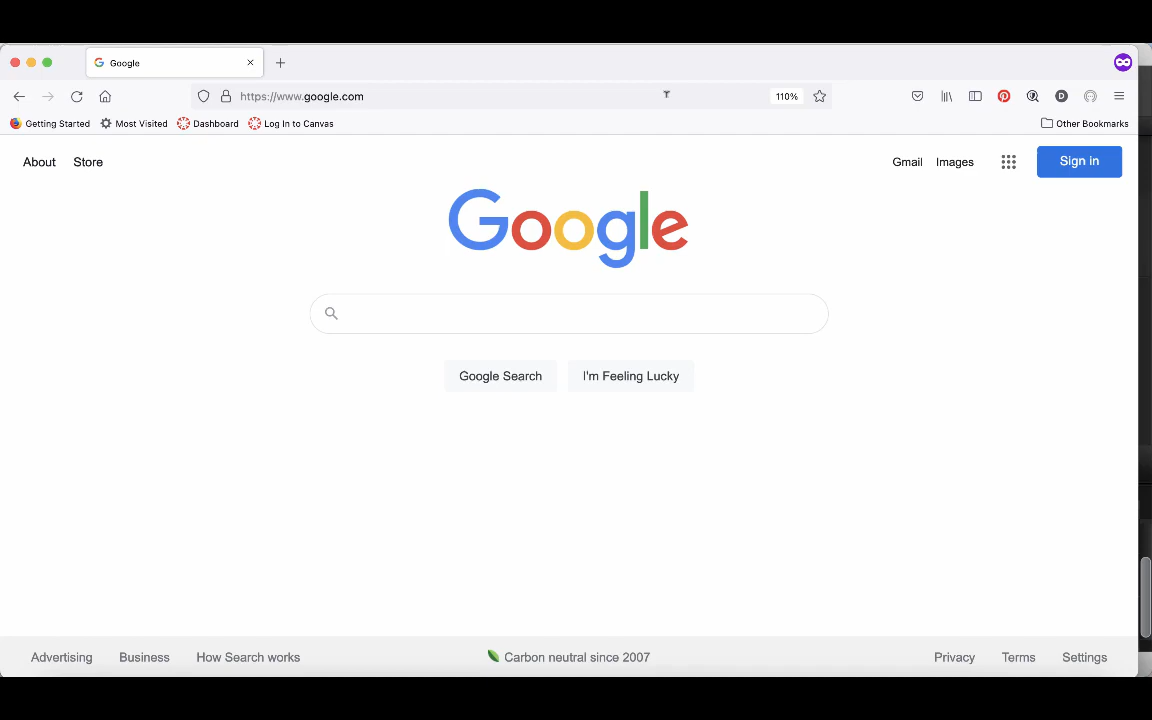 Google
https://www.google.com
110%
Getting Started Most Visited Dashboard Log In to Canvas Other Bookmarks
About Store Gmail Images Sign in
Google
Google Search I'm Feeling Lucky
Advertising Business How Search works Carbon neutral since 2007 Privacy Terms Settings